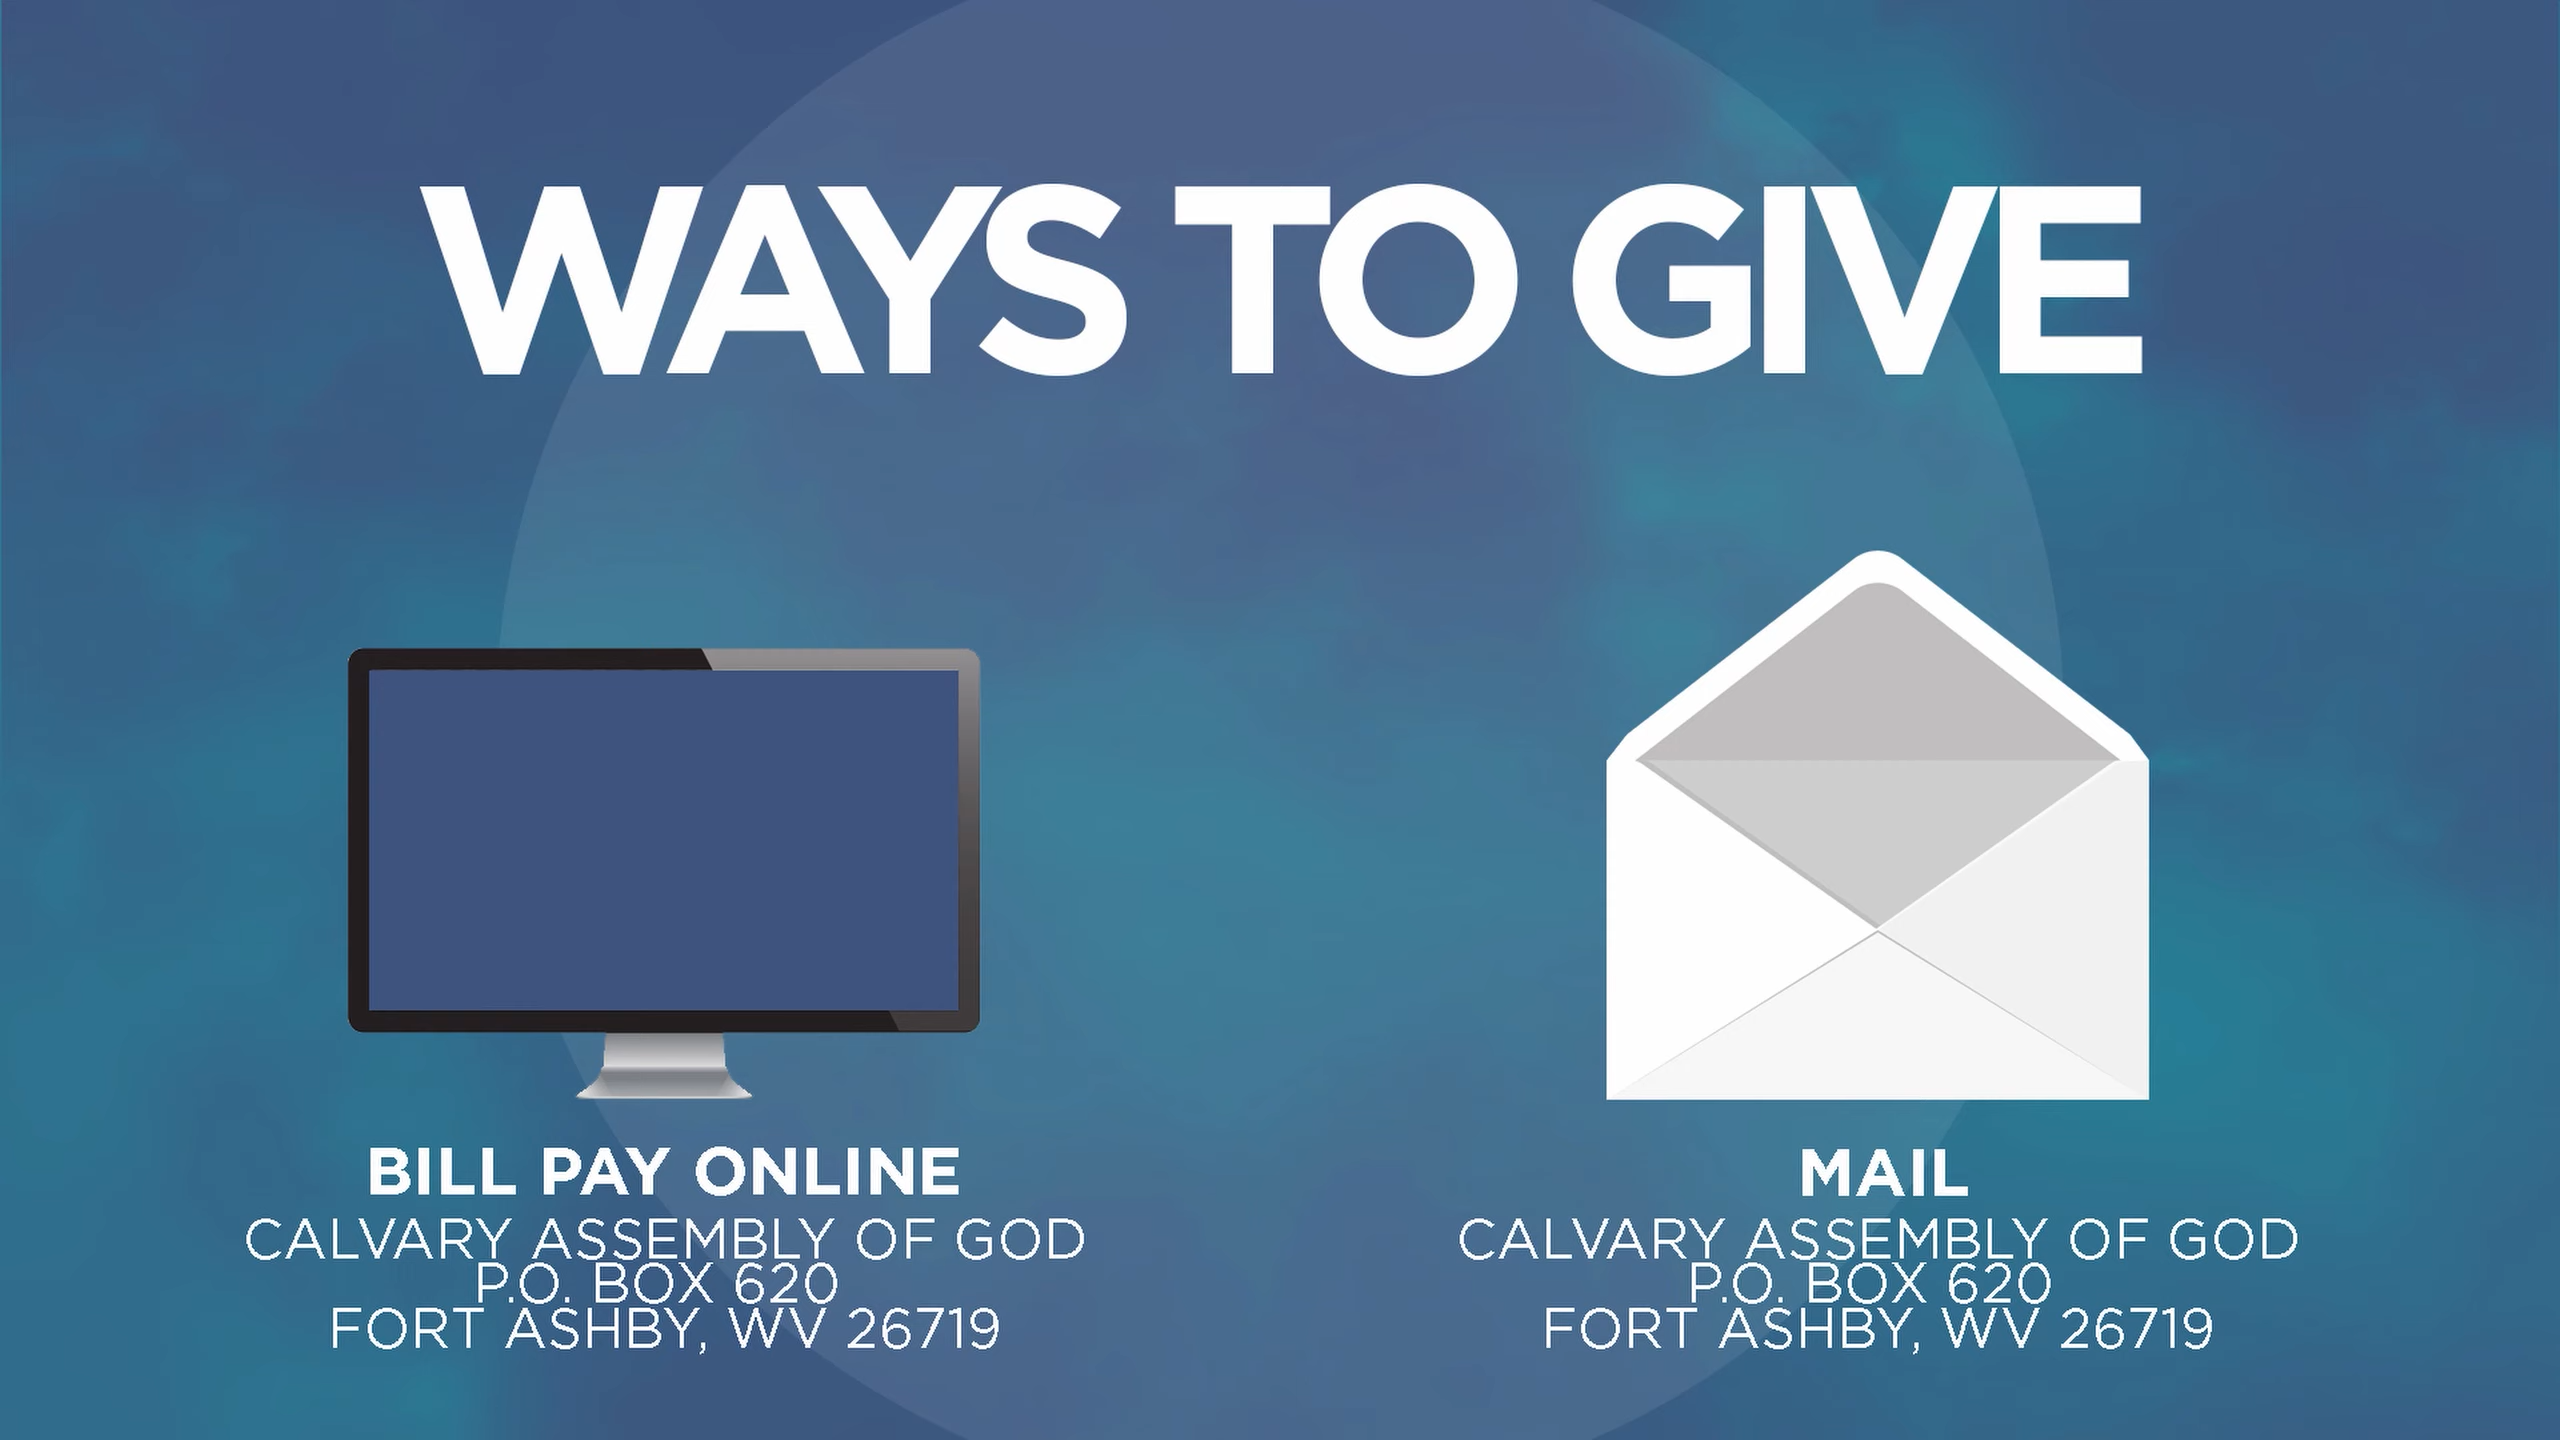 WAYS TO GIVE
BILL PAY ONLINE
CALVARY ASSEMBLY OF GOD
P.O. BOX 620
FORT ASHBY, WV 26719
MAIL
CALVARY ASSEMBLY OF GOD
P.O. BOX 620
FORT ASHBY, WV 26719